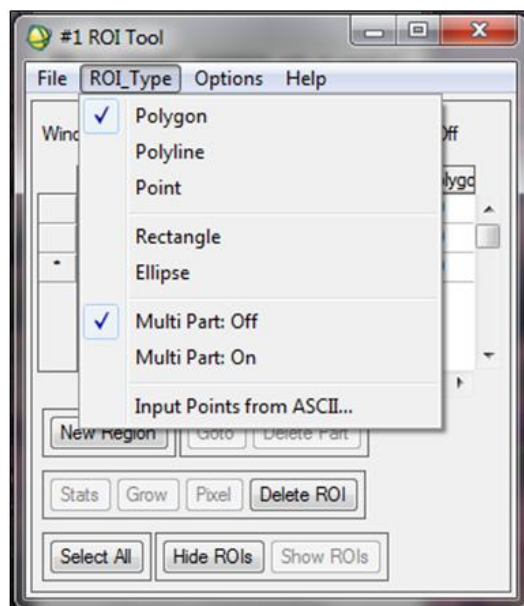 #1 ROI Tool
File ROI_Type Options Help
Polygon
Polyline
Point
Rectangle
Ellipse
Multi Part: Off
Multi Part: On
Input Points from ASCII...
New Region Goto Delete Part
Stats Grow Pixel Delete ROI
Select All Hide ROIs Show ROIs